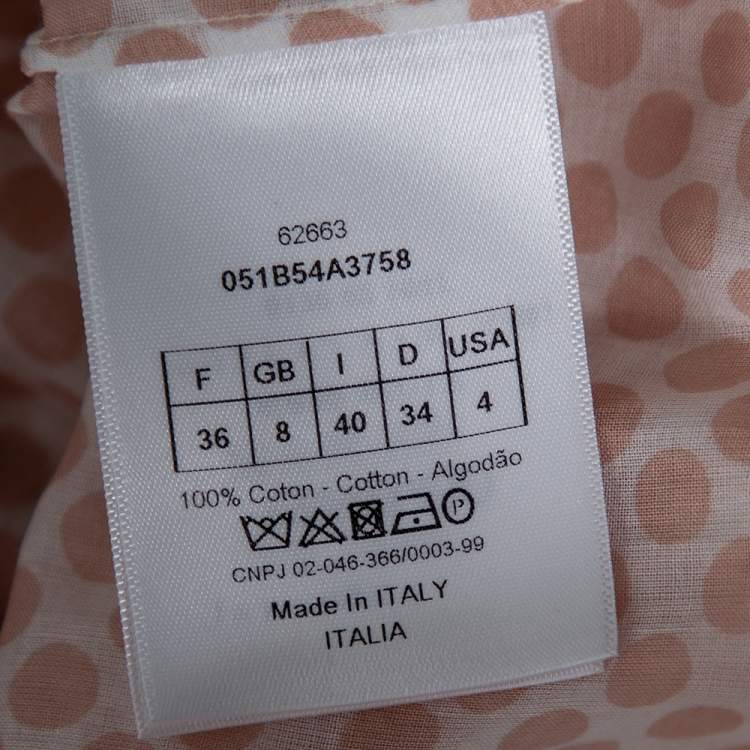 62663
051B54A3758
F GB I D USA
36 8 40 34 4
100% Coton - Cotton - Algodão
P
CNPJ 02-046-366/0003-99
Made In ITALY
ITALIA